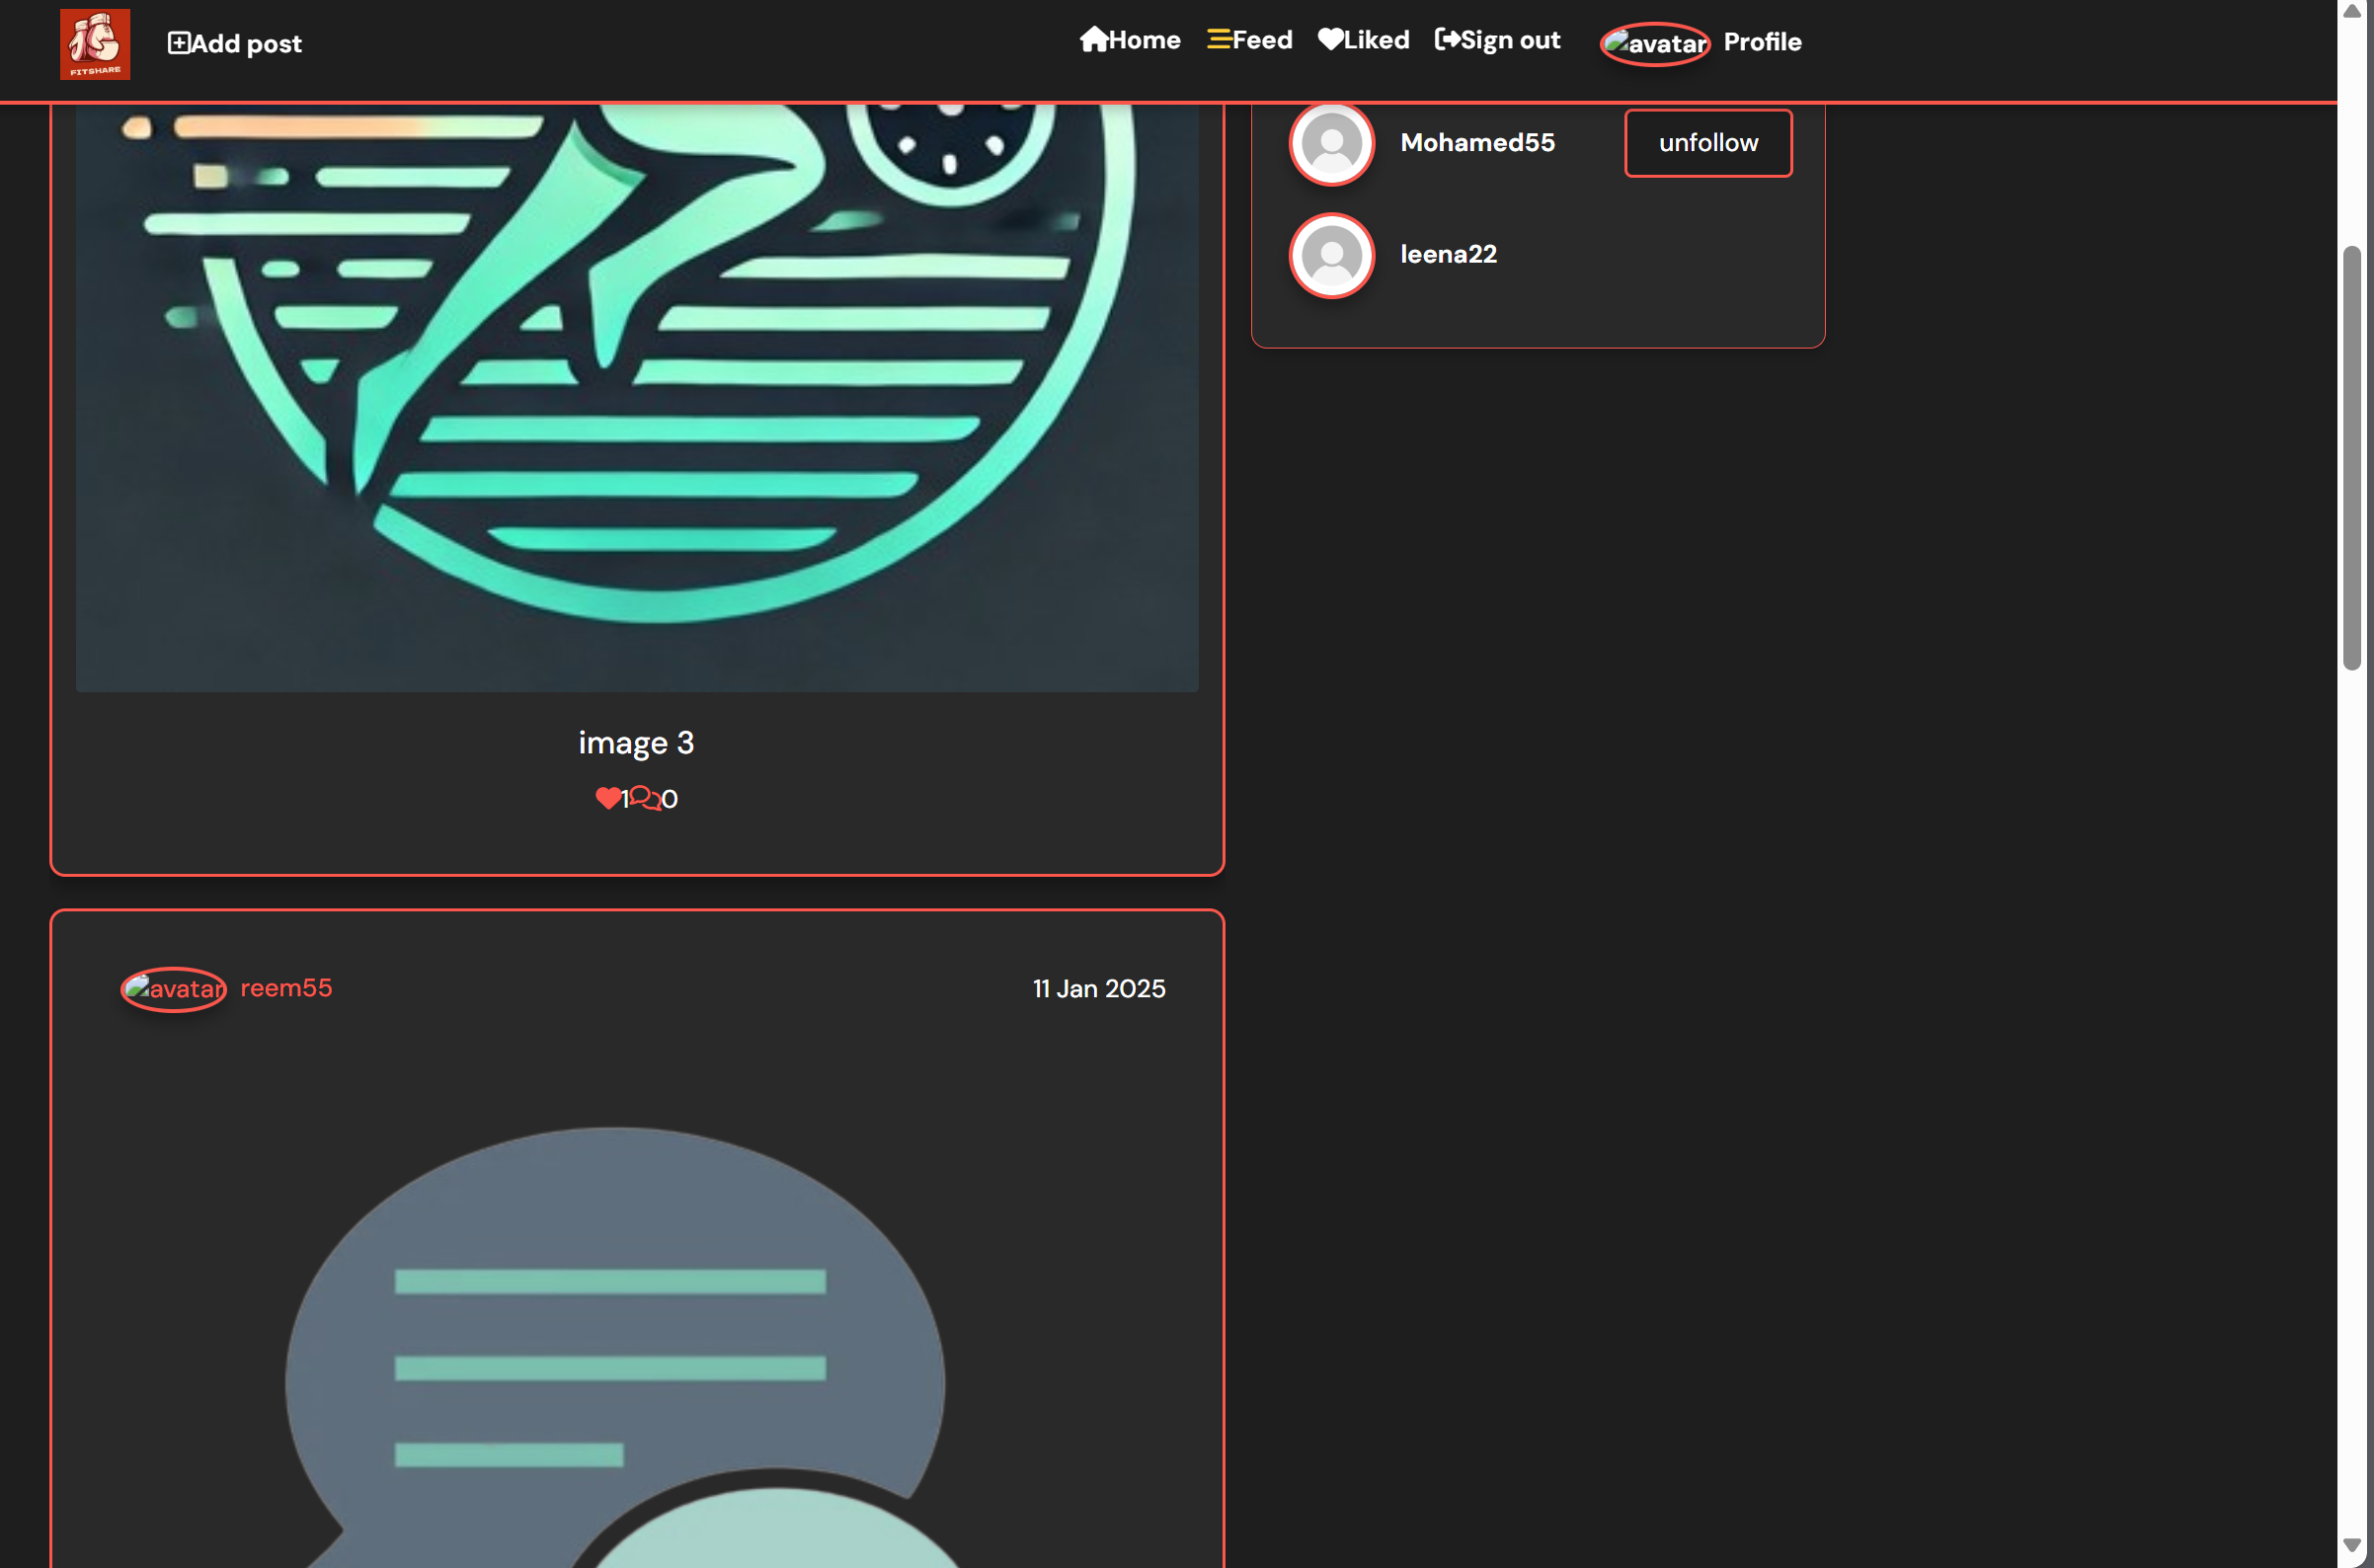 FITSHARE
Add post
Home
Feed
Liked
Sign out
avatar
Profile
Mohamed55
unfollow
leena22
image 3
1
0
avatar
reem55
11 Jan 2025